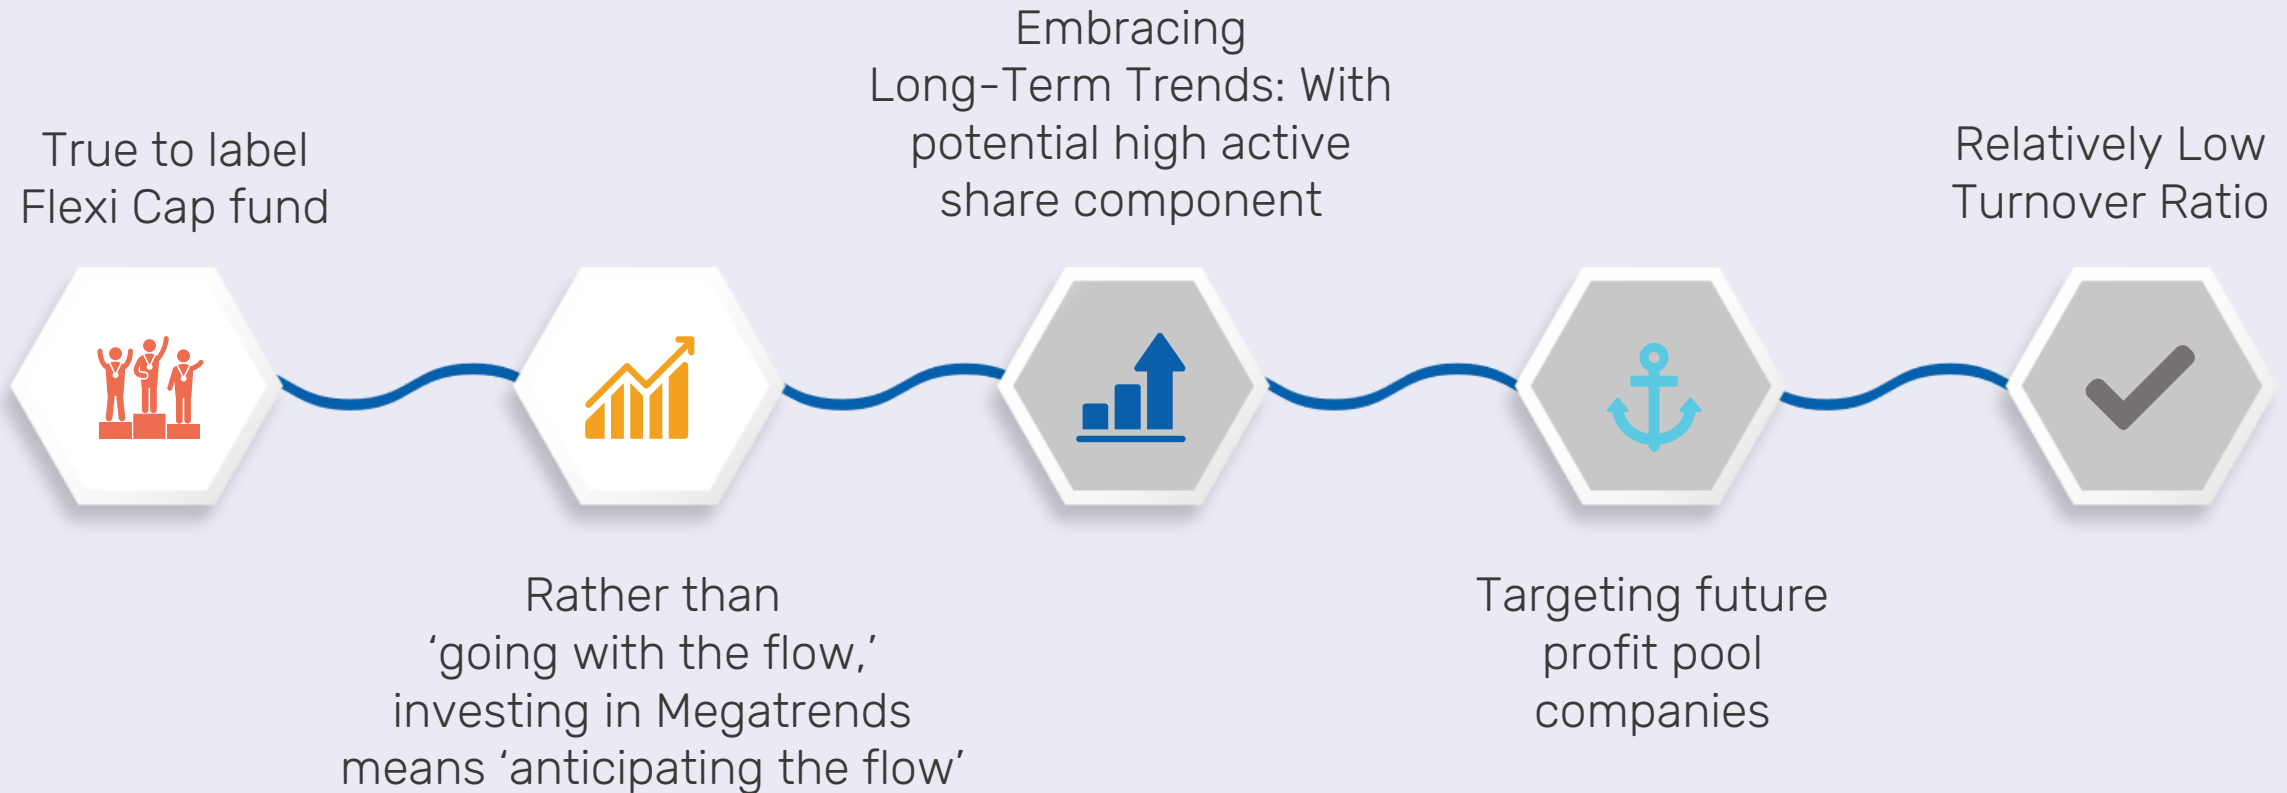 True to label
Flexi Cap fund
Rather than
‘going with the flow,’
investing in Megatrends
means ‘anticipating the flow’
Embracing
Long-Term Trends: With
potential high active
share component
Targeting future
profit pool
companies
Relatively Low
Turnover Ratio